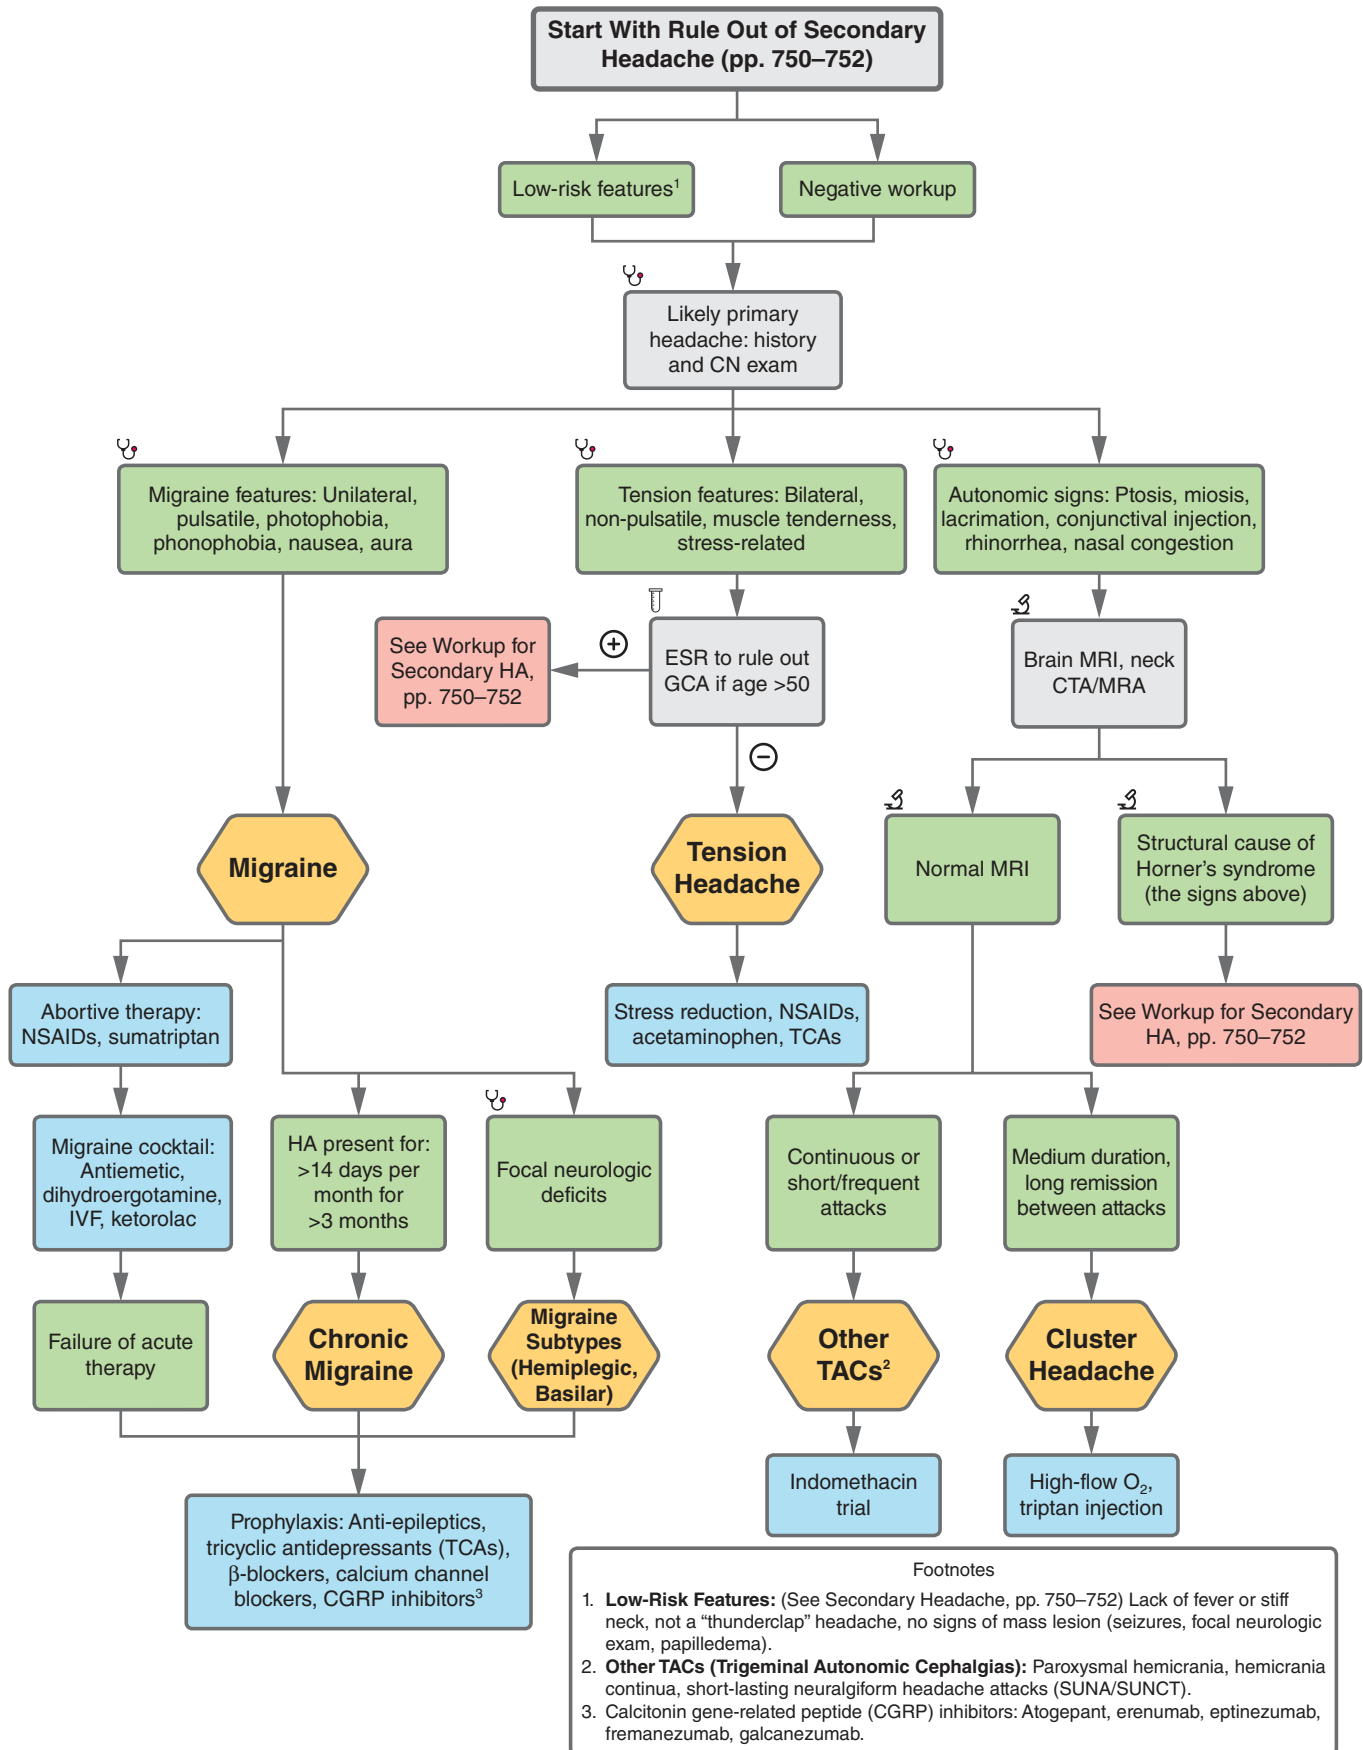 Start With Rule Out of Secondary
Headache (pp. 750–752)
Low-risk features1
Negative workup
Likely primary
headache: history
and CN exam
Migraine features: Unilateral,
pulsatile, photophobia,
phonophobia, nausea, aura
Tension features: Bilateral,
non-pulsatile, muscle tenderness,
stress-related
Autonomic signs: Ptosis, miosis,
lacrimation, conjunctival injection,
rhinorrhea, nasal congestion
See Workup for
Secondary HA,
pp. 750–752
+
ESR to rule out
GCA if age >50
Brain MRI, neck
CTA/MRA
−
Migraine
Tension
Headache
Normal MRI
Structural cause of
Horner’s syndrome
(the signs above)
Abortive therapy:
NSAIDs, sumatriptan
Stress reduction, NSAIDs,
acetaminophen, TCAs
See Workup for Secondary
HA, pp. 750–752
Migraine cocktail:
Antiemetic,
dihydroergotamine,
IVF, ketorolac
HA present for:
>14 days per
month for
>3 months
Focal neurologic
deficits
Continuous or
short/frequent
attacks
Medium duration,
long remission
between attacks
Failure of acute
therapy
Chronic
Migraine
Migraine
Subtypes
(Hemiplegic,
Basilar)
Other
TACs2
Cluster
Headache
Indomethacin
trial
High-flow O2,
triptan injection
Prophylaxis: Anti-epileptics,
tricyclic antidepressants (TCAs),
β-blockers, calcium channel
blockers, CGRP inhibitors3
Footnotes
1. Low-Risk Features: (See Secondary Headache, pp. 750–752) Lack of fever or stiff
neck, not a “thunderclap” headache, no signs of mass lesion (seizures, focal neurologic
exam, papilledema).
2. Other TACs (Trigeminal Autonomic Cephalgias): Paroxysmal hemicrania, hemicrania
continua, short-lasting neuralgiform headache attacks (SUNA/SUNCT).
3. Calcitonin gene-related peptide (CGRP) inhibitors: Atogepant, erenumab, eptinezumab,
fremanezumab, galcanezumab.